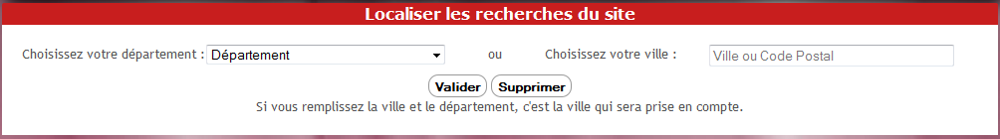 Localiser les recherches du site
Choisissez votre département : Département ou Choisissez votre ville : Ville ou Code Postal
Valider Supprimer
Si vous remplissez la ville et le département, c'est la ville qui sera prise en compte.